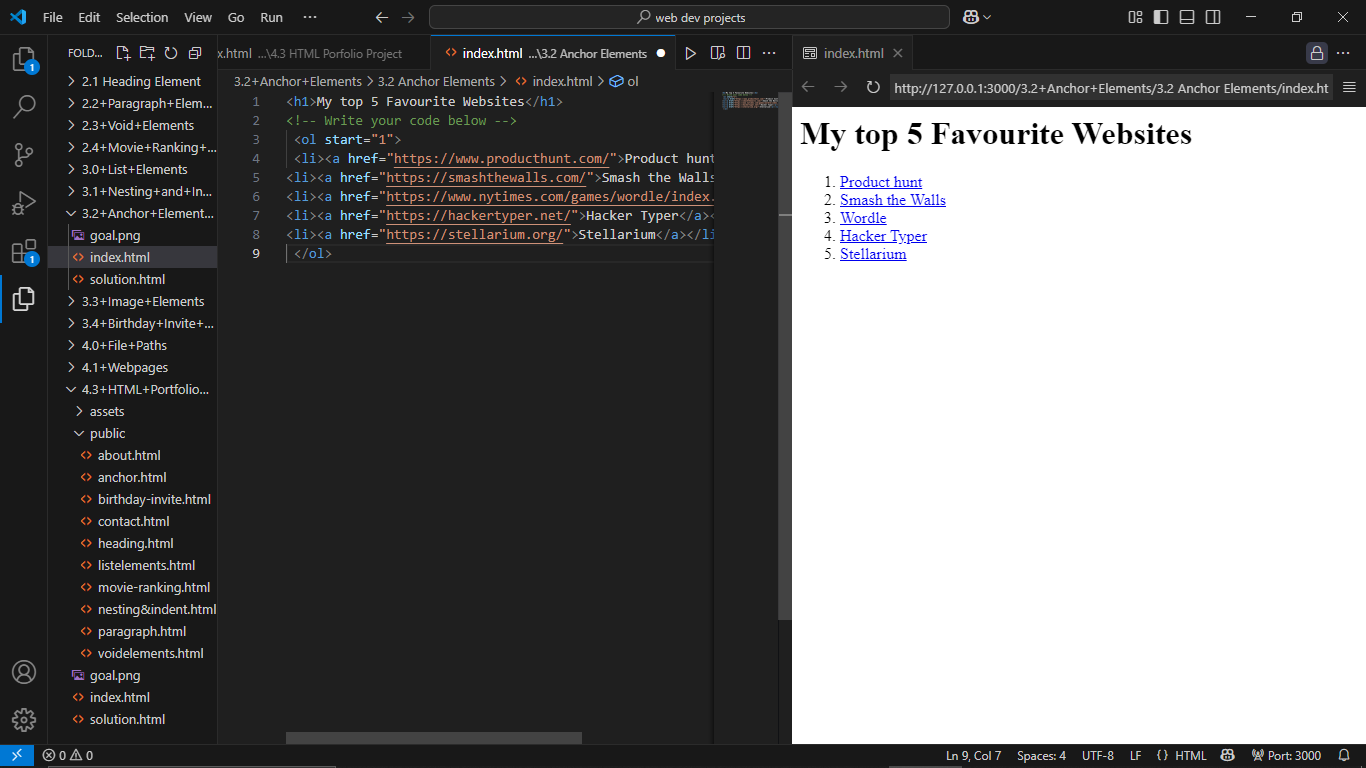 File Edit Selection View Go Run ··· web dev projects
FOLD...
2.1 Heading Element
2.2+Paragraph+Elem...
2.3+Void+Elements
2.4+Movie+Ranking+...
3.0+List+Elements
3.1+Nesting+and+In...
3.2+Anchor+Element...
goal.png
index.html
solution.html
3.3+Image+Elements
3.4+Birthday+Invite+...
4.0+File+Paths
4.1+Webpages
4.3+HTML+Portfolio...
assets
public
about.html
anchor.html
birthday-invite.html
contact.html
heading.html
listelements.html
movie-ranking.html
nesting&indent.html
paragraph.html
voidelements.html
goal.png
index.html
solution.html
1
1
x.html ...\4.3 HTML Porfolio Project index.html ...\3.2 Anchor Elements
3.2+Anchor+Elements > 3.2 Anchor Elements > index.html > ol
1 <h1>My top 5 Favourite Websites</h1>
2 <!-- Write your code below -->
3 <ol start="1">
4 <li><a href="https://www.producthunt.com/">Product hunt
5 <li><a href="https://smashthewalls.com/">Smash the Walls
6 <li><a href="https://www.nytimes.com/games/wordle/index.
7 <li><a href="https://hackertyper.net/">Hacker Typer</a><
8 <li><a href="https://stellarium.org/">Stellarium</a></li
9 </ol>
index.html
http://127.0.0.1:3000/3.2+Anchor+Elements/3.2 Anchor Elements/index.ht
My top 5 Favourite Websites
1. Product hunt
2. Smash the Walls
3. Wordle
4. Hacker Typer
5. Stellarium
0 0 Ln 9, Col 7 Spaces: 4 UTF-8 LF {} HTML Port: 3000